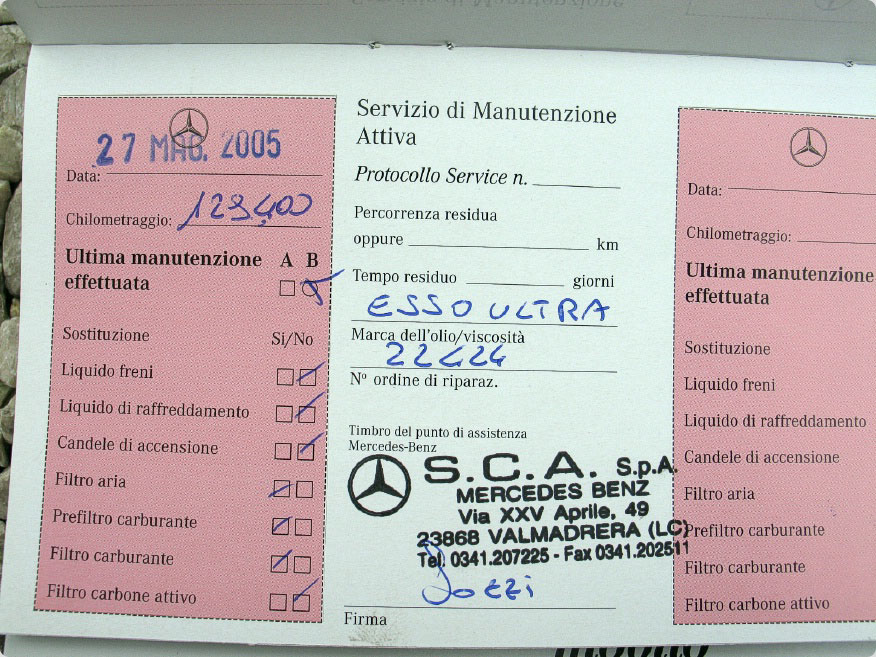 27 MAG. 2005
Data:
Chilometraggio: 129400
Ultima manutenzione A B
effettuata
Sostituzione Si/No
Liquido freni
Liquido di raffreddamento
Candele di accensione
Filtro aria
Prefiltro carburante
Filtro carburante
Filtro carbone attivo
Servizio di Manutenzione
Attiva
Protocollo Service n.
Percorrenza residua
oppure km
Tempo residuo giorni
ESSO ULTRA
Marca dell'olio/viscosità
22424
Nº ordine di riparaz.
Timbro del punto di assistenza
Mercedes-Benz
S.C.A. S.p.A.
MERCEDES BENZ
Via XXV Aprile, 49
23868 VALMADRERA (LC)
Tel. 0341.207225 - Fax 0341.202511
Firma
Data:
Chilometraggio:
Ultima manutenzione
effettuata
Sostituzione
Liquido freni
Liquido di raffreddamento
Candele di accensione
Filtro aria
Prefiltro carburante
Filtro carburante
Filtro carbone attivo